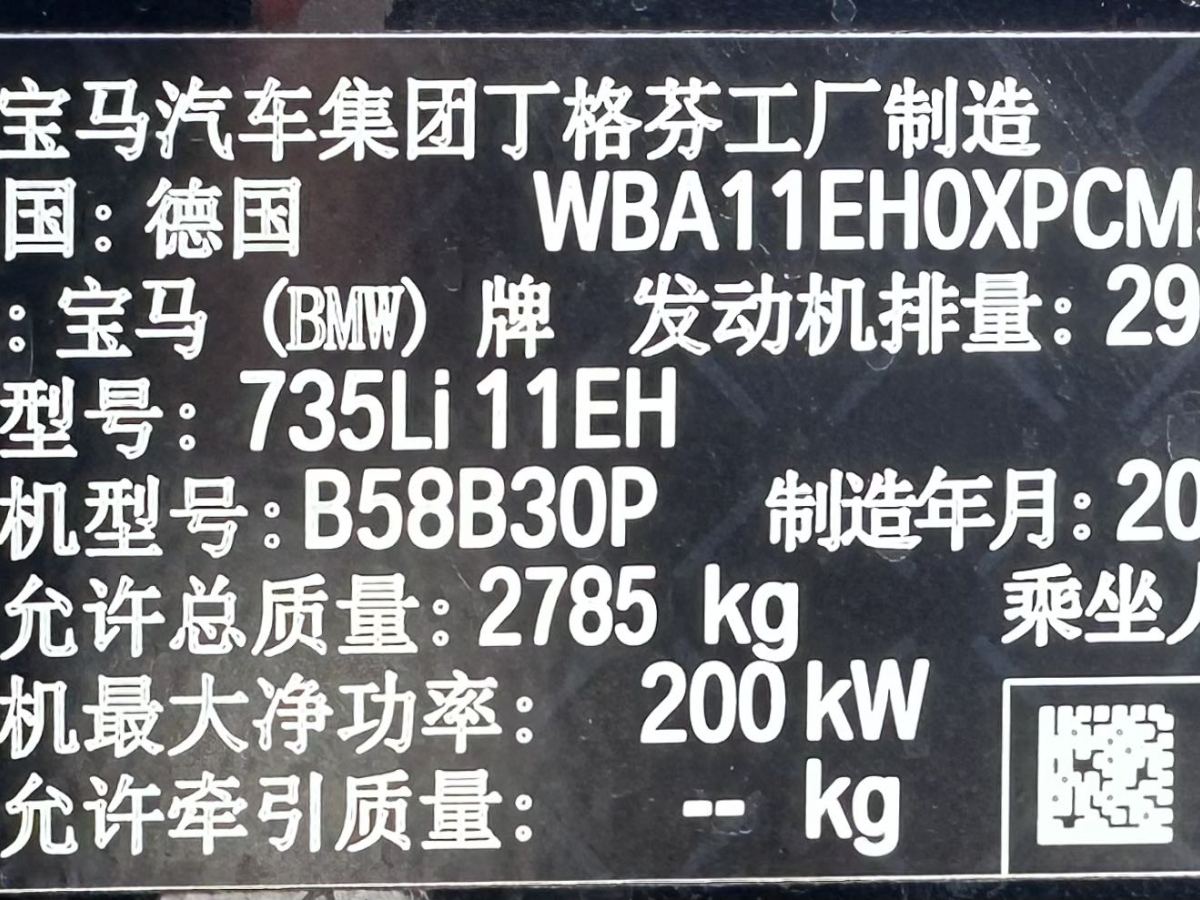 宝马汽车集团丁格芬工厂制造
国：德国 WBA11EH0XPCM
：宝马（BMW）牌 发动机排量：29
型号：735Li 11EH
机型号：B58B30P 制造年月：20
允许总质量：2785 kg 乘坐人
机最大净功率： 200 kW
允许牵引质量： -- kg